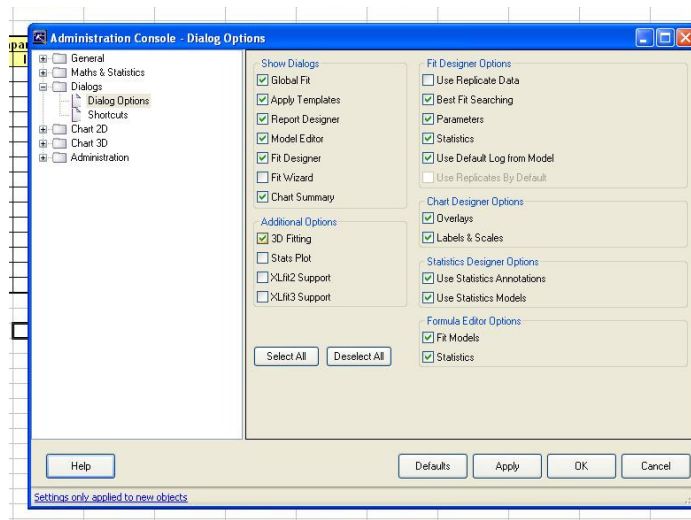 Administration Console - Dialog Options
General
Maths & Statistics
Dialogs
Dialog Options
Shortcuts
Chart 2D
Chart 3D
Administration
Show Dialogs
Global Fit
Apply Templates
Report Designer
Model Editor
Fit Designer
Fit Wizard
Chart Summary
Additional Options
3D Fitting
Stats Plot
XLfit2 Support
XLfit3 Support
Select All
Deselect All
Fit Designer Options
Use Replicate Data
Best Fit Searching
Parameters
Statistics
Use Default Log from Model
Use Replicates By Default
Chart Designer Options
Overlays
Labels & Scales
Statistics Designer Options
Use Statistics Annotations
Use Statistics Models
Formula Editor Options
Fit Models
Statistics
Help
Defaults
Apply
OK
Cancel
Settings only applied to new objects